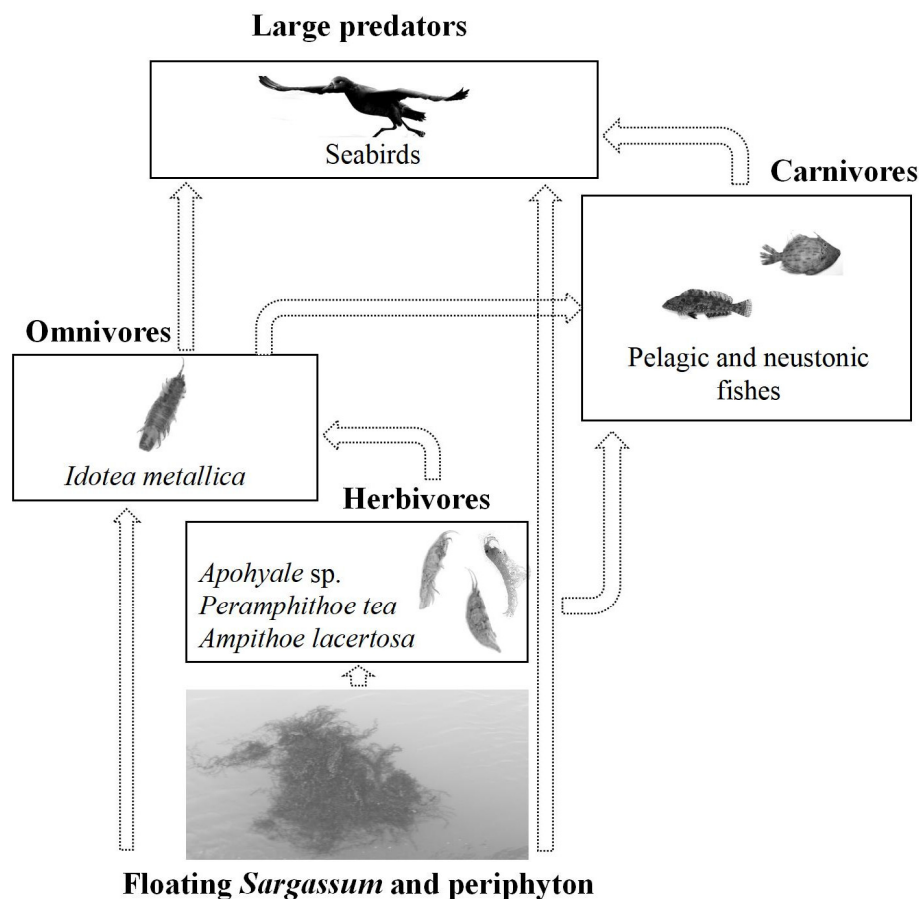 Large predators
Seabirds
Carnivores
Pelagic and neustonic
fishes
Omnivores
Idotea metallica
Herbivores
Apohyale sp.
Peramphithoe tea
Ampithoe lacertosa
Floating Sargassum and periphyton